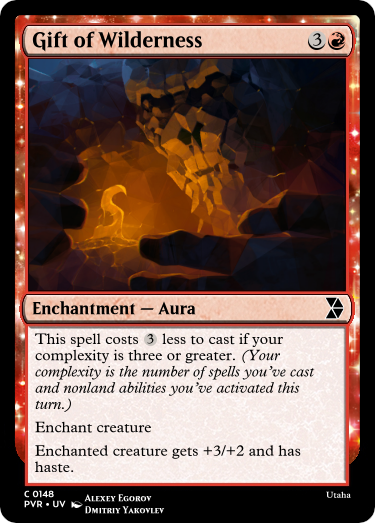 Gift of Wilderness 3
Enchantment — Aura
This spell costs 3 less to cast if your
complexity is three or greater. (Your
complexity is the number of spells you've cast
and nonland abilities you've activated this
turn.)
Enchant creature
Enchanted creature gets +3/+2 and has
haste.
C 0148
PVR • UV Alexey Egorov
Dmitriy Yakovlev
Utaha